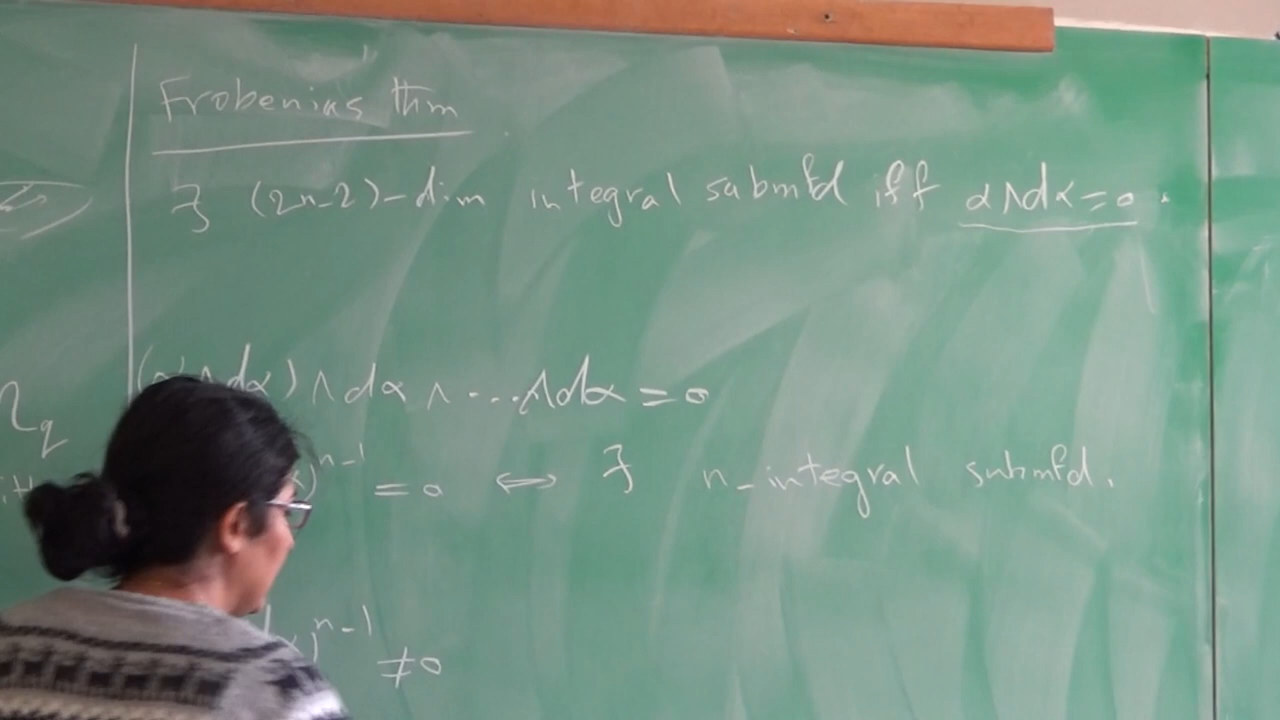 Frobenius thm
∃ (2n-2)-dim integral submfd iff α∧dα=0.
(α∧dα)∧dα∧...∧dα=0
)ⁿ⁻¹ =0 ⟺ ∃ n-integral submfd.
)ⁿ⁻¹ ≠0
η_q